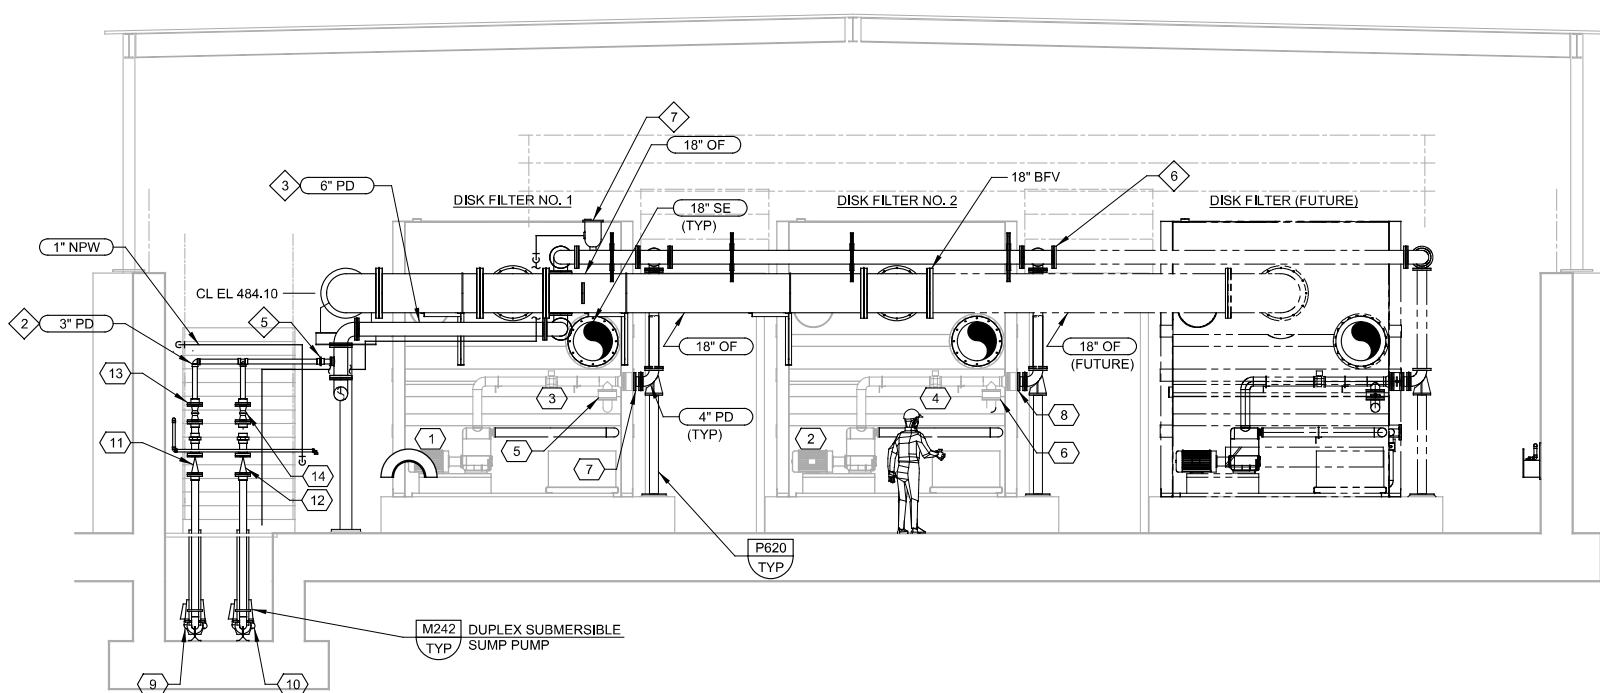 7
18" OF
3
6" PD
DISK FILTER NO. 1
18" SE
(TYP)
DISK FILTER NO. 2
18" BFV
6
DISK FILTER (FUTURE)
1" NPW
CL EL 484.10
2
3" PD
5
18" OF
18" OF
(FUTURE)
13
3
4
8
4" PD
(TYP)
11
1
5
7
2
6
14
12
P620
TYP
M242
TYP
DUPLEX SUBMERSIBLE
SUMP PUMP
9
10